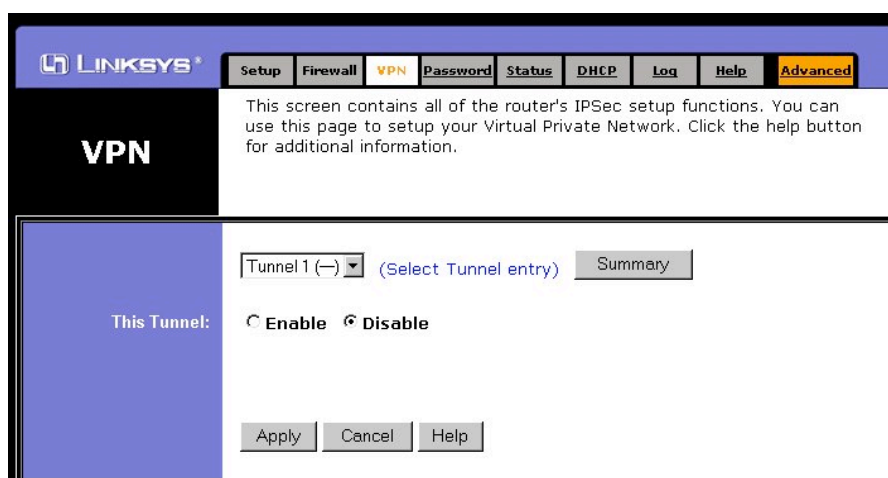 LINKSYS®
Setup Firewall VPN Password Status DHCP Log Help Advanced
VPN
This screen contains all of the router's IPSec setup functions. You can
use this page to setup your Virtual Private Network. Click the help button
for additional information.
Tunnel 1 (—) (Select Tunnel entry) Summary
This Tunnel: Enable Disable
Apply Cancel Help